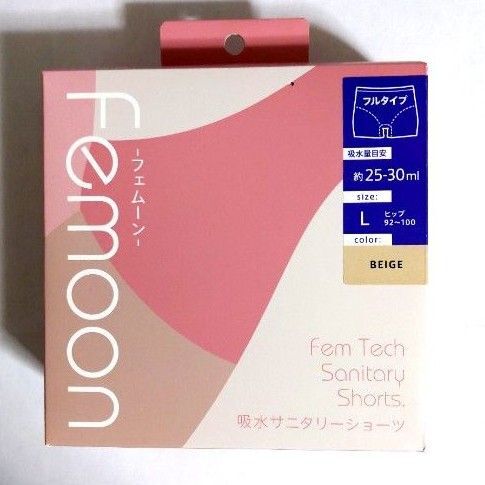 Femoon
-フェムーン-
フルタイプ
吸水量目安
約25-30ml
size:
L ヒップ
92~100
color:
BEIGE
Fem Tech
Sanitary
Shorts.
吸水サニタリーショーツ